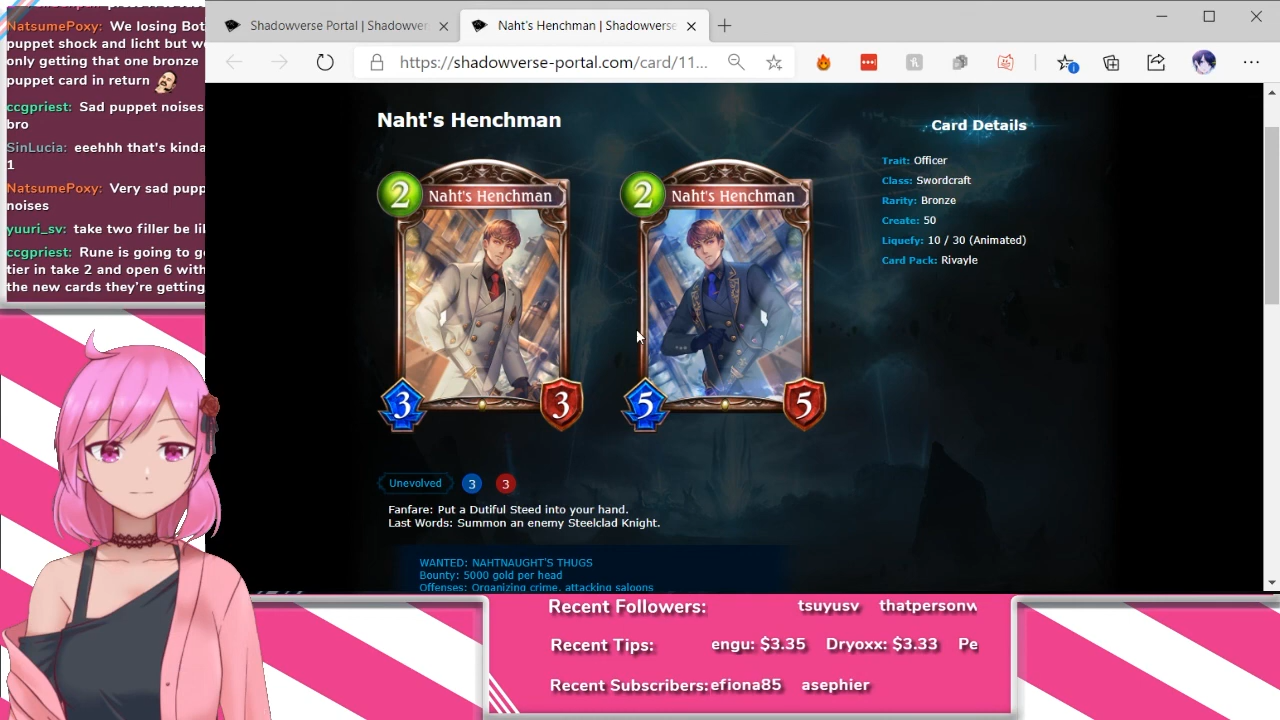 NatsumePoxy: We losing Bot
puppet shock and licht but we
only getting that one bronze
puppet card in return
ccgpriest: Sad puppet noises
bro
SinLucia: eeehhh that's kinda
1
NatsumePoxy: Very sad pupp
noises
yuuri_sv: take two filler be li
ccgpriest: Rune is going to go
tier in take 2 and open 6 with
the new cards they're getting
Shadowverse Portal | Shadowver
Naht's Henchman | Shadowverse
https://shadowverse-portal.com/card/11...
Naht's Henchman
2
Naht's Henchman
3
3
2
Naht's Henchman
5
5
Card Details
Trait: Officer
Class: Swordcraft
Rarity: Bronze
Create: 50
Liquefy: 10 / 30 (Animated)
Card Pack: Rivayle
Unevolved 3 3
Fanfare: Put a Dutiful Steed into your hand.
Last Words: Summon an enemy Steelclad Knight.
WANTED: NAHTNAUGHT'S THUGS
Bounty: 5000 gold per head
Offenses: Organizing crime, attacking saloons
Recent Followers: tsuyusv thatpersonw
Recent Tips: engu: $3.35 Dryoxx: $3.33 Pe
Recent Subscribers: efiona85 asephier